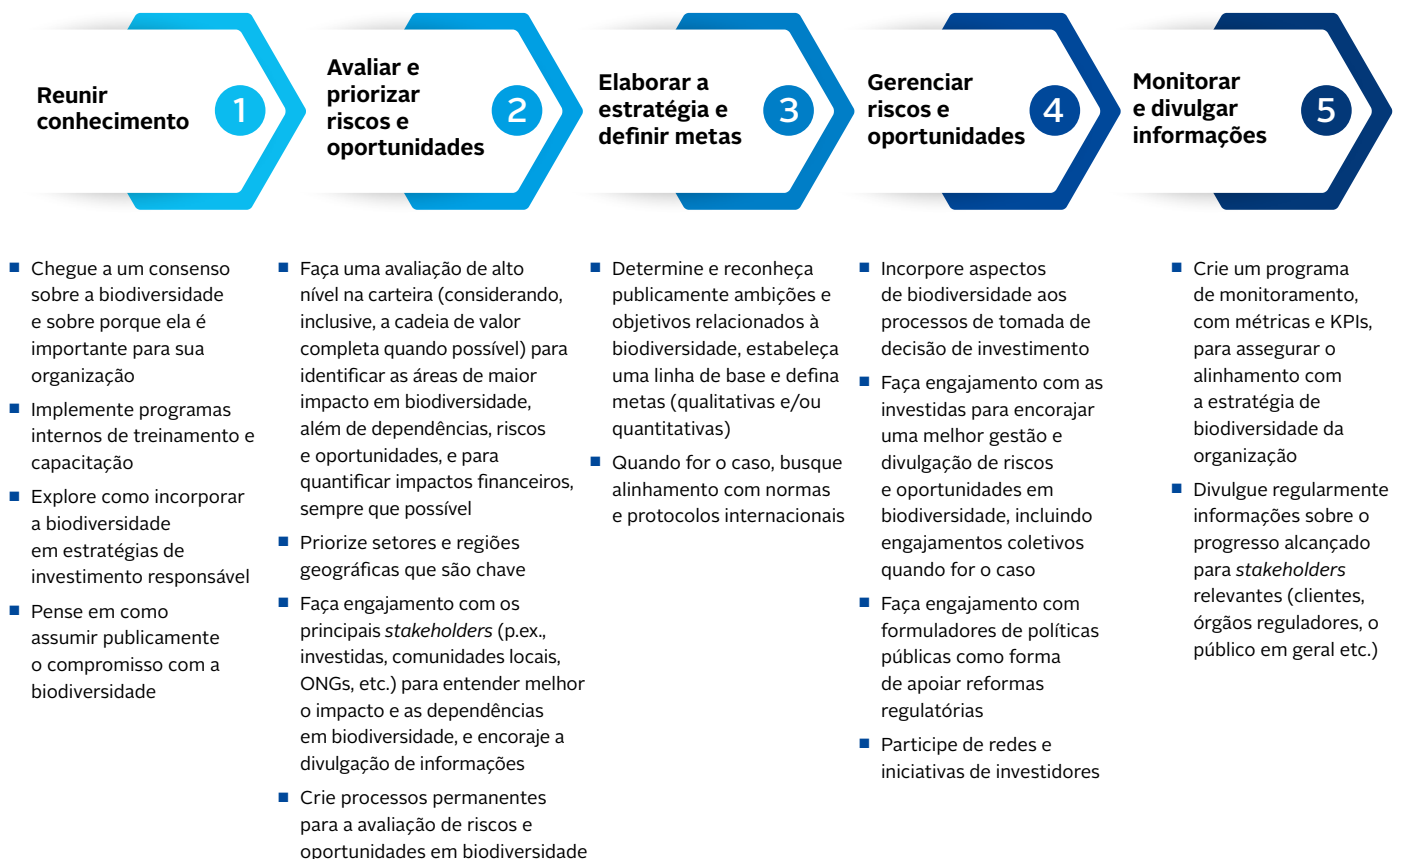 Reunir
conhecimento
1
Avaliar e
priorizar
riscos e
oportunidades
2
Elaborar a
estratégia e
definir metas
3
Gerenciar
riscos e
oportunidades
4
Monitorar
e divulgar
informações
5
■ Chegue a um consenso
sobre a biodiversidade
e sobre porque ela é
importante para sua
organização
■ Implemente programas
internos de treinamento e
capacitação
■ Explore como incorporar
a biodiversidade
em estratégias de
investimento responsável
■ Pense em como
assumir publicamente
o compromisso com a
biodiversidade
■ Faça uma avaliação de alto
nível na carteira (considerando,
inclusive, a cadeia de valor
completa quando possível) para
identificar as áreas de maior
impacto em biodiversidade,
além de dependências, riscos
e oportunidades, e para
quantificar impactos financeiros,
sempre que possível
■ Priorize setores e regiões
geográficas que são chave
■ Faça engajamento com os
principais stakeholders (p.ex.,
investidas, comunidades locais,
ONGs, etc.) para entender melhor
o impacto e as dependências
em biodiversidade, e encoraje a
divulgação de informações
■ Crie processos permanentes
para a avaliação de riscos e
oportunidades em biodiversidade
■ Determine e reconheça
publicamente ambições e
objetivos relacionados à
biodiversidade, estabeleça
uma linha de base e defina
metas (qualitativas e/ou
quantitativas)
■ Quando for o caso, busque
alinhamento com normas
e protocolos internacionais
■ Incorpore aspectos
de biodiversidade aos
processos de tomada de
decisão de investimento
■ Faça engajamento com as
investidas para encorajar
uma melhor gestão e
divulgação de riscos
e oportunidades em
biodiversidade, incluindo
engajamentos coletivos
quando for o caso
■ Faça engajamento com
formuladores de políticas
públicas como forma
de apoiar reformas
regulatórias
■ Participe de redes e
iniciativas de investidores
■ Crie um programa
de monitoramento,
com métricas e KPIs,
para assegurar o
alinhamento com
a estratégia de
biodiversidade da
organização
■ Divulgue regularmente
informações sobre o
progresso alcançado
para stakeholders
relevantes (clientes,
órgãos reguladores, o
público em geral etc.)